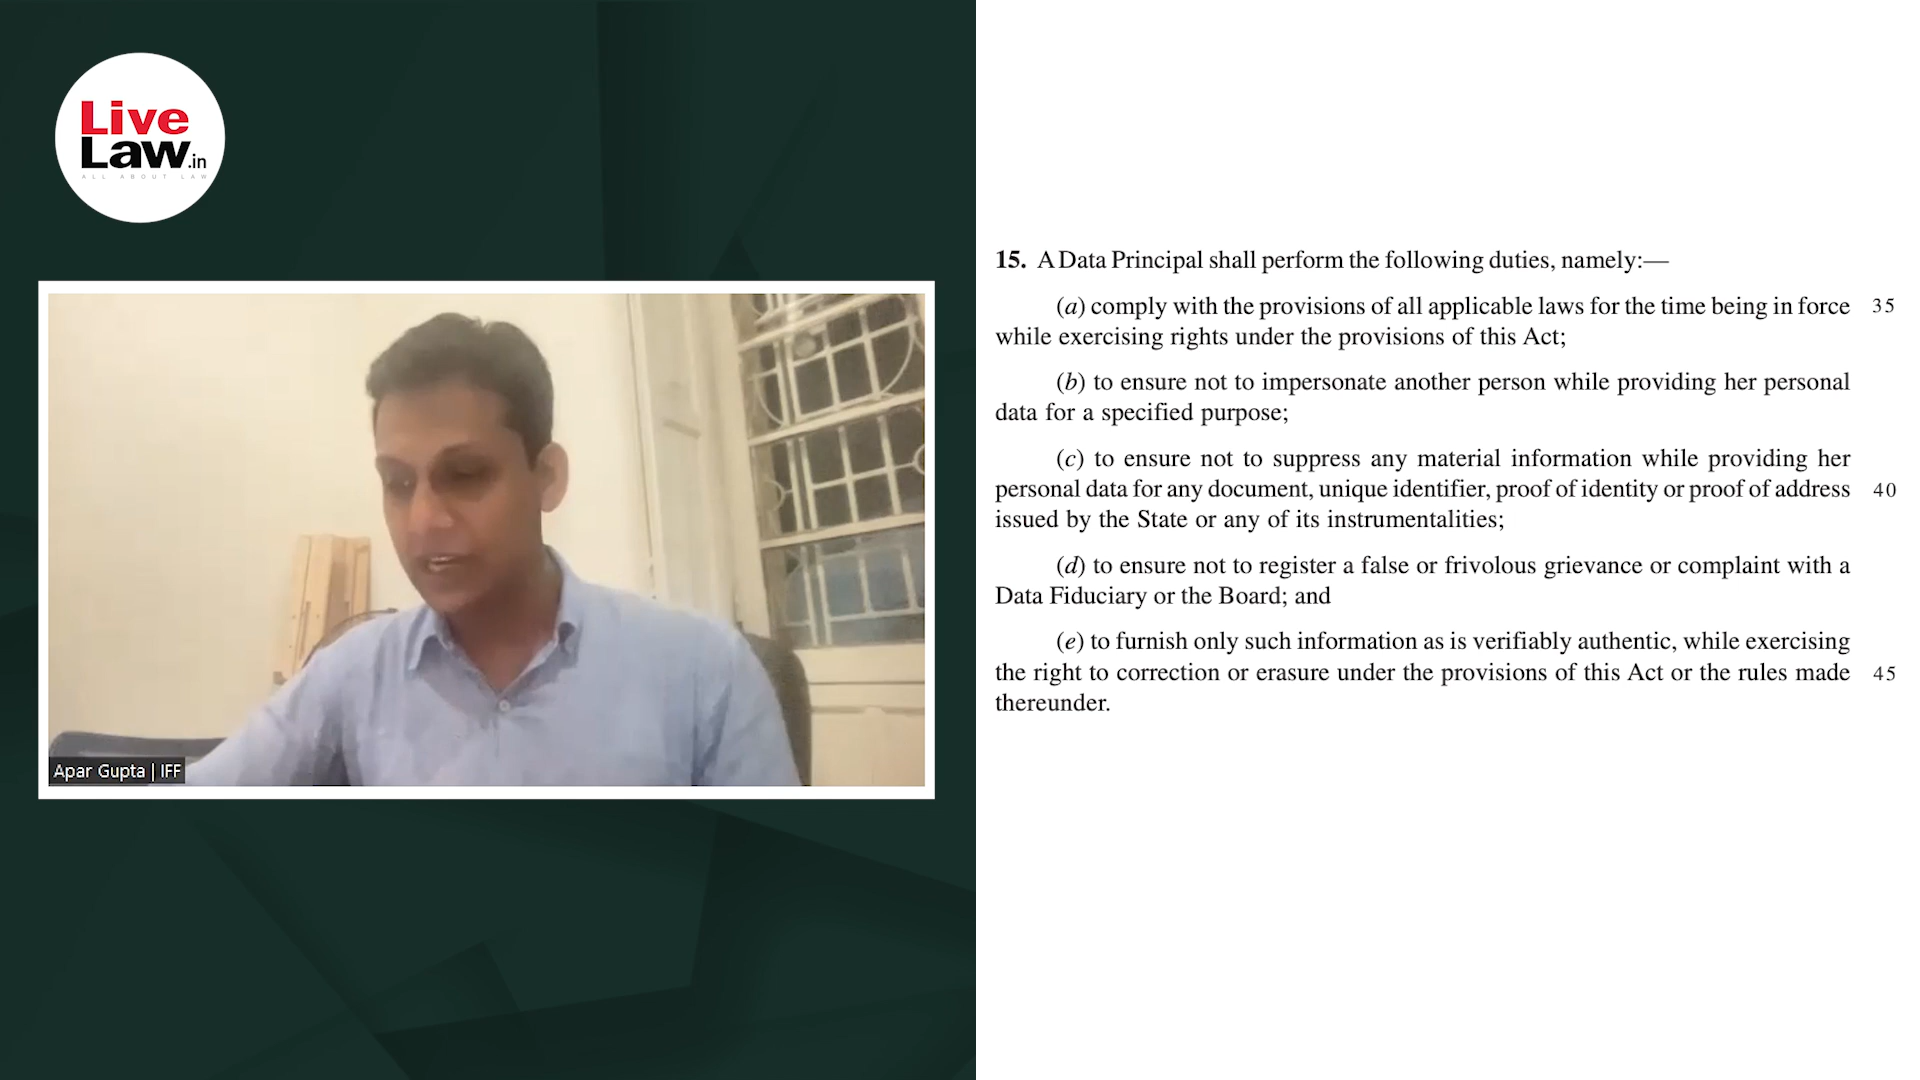 Live
Law.in
ALL ABOUT LAW
Apar Gupta | IFF
15. A Data Principal shall perform the following duties, namely:—
(a) comply with the provisions of all applicable laws for the time being in force 35
while exercising rights under the provisions of this Act;
(b) to ensure not to impersonate another person while providing her personal
data for a specified purpose;
(c) to ensure not to suppress any material information while providing her
personal data for any document, unique identifier, proof of identity or proof of address 40
issued by the State or any of its instrumentalities;
(d) to ensure not to register a false or frivolous grievance or complaint with a
Data Fiduciary or the Board; and
(e) to furnish only such information as is verifiably authentic, while exercising
the right to correction or erasure under the provisions of this Act or the rules made 45
thereunder.